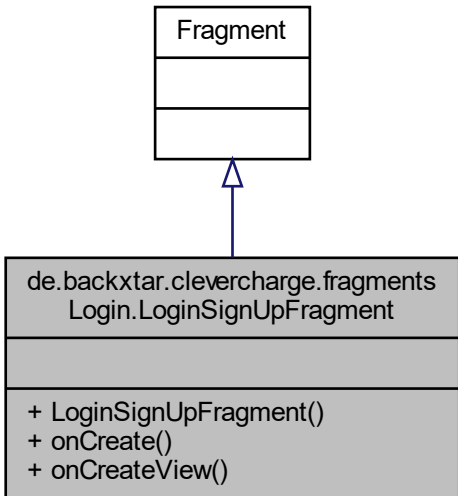 Fragment
de.backxtar.clevercharge.fragments
Login.LoginSignUpFragment
+ LoginSignUpFragment()
+ onCreate()
+ onCreateView()